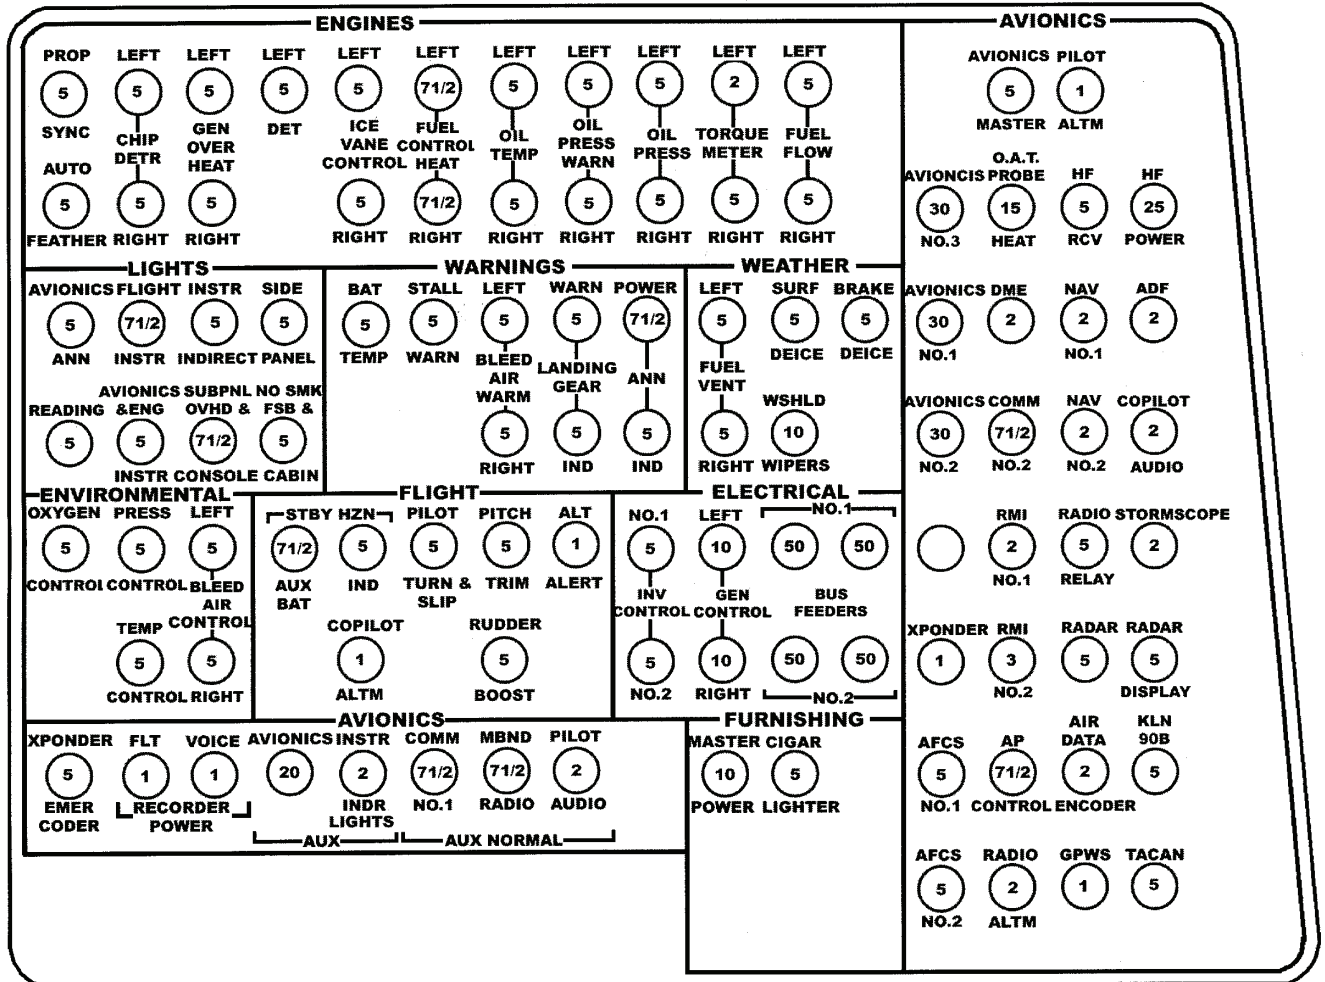 ENGINES
PROP LEFT LEFT LEFT LEFT LEFT LEFT LEFT LEFT LEFT LEFT
5 5 5 5 5 71/2 5 5 5 2 5
SYNC CHIP DETR GEN OVER HEAT DET ICE VANE CONTROL FUEL CONTROL HEAT OIL TEMP OIL PRESS WARN OIL PRESS TORQUE METER FUEL FLOW
AUTO
5 5 5 5 71/2 5 5 5 5 5
FEATHER RIGHT RIGHT RIGHT RIGHT RIGHT RIGHT RIGHT RIGHT RIGHT
LIGHTS
AVIONICS FLIGHT INSTR SIDE
5 71/2 5 5
ANN INSTR INDIRECT PANEL
AVIONICS SUBPNL NO SMK
READING &ENG OVHD & FSB &
5 5 71/2 5
INSTR CONSOLE CABIN
WARNINGS
BAT STALL LEFT WARN POWER
5 5 5 5 71/2
TEMP WARN BLEED AIR WARM LANDING GEAR ANN
5 5 5
RIGHT IND IND
WEATHER
LEFT SURF BRAKE
5 5 5
DEICE DEICE
FUEL VENT
WSHLD
5 10
RIGHT WIPERS
ENVIRONMENTAL
OXYGEN PRESS LEFT
5 5 5
CONTROL CONTROL BLEED AIR CONTROL
TEMP
5 5
CONTROL RIGHT
FLIGHT
STBY HZN PILOT PITCH ALT
71/2 5 5 5 1
AUX BAT IND TURN & SLIP TRIM ALERT
COPILOT RUDDER
1 5
ALTM BOOST
ELECTRICAL
NO.1 LEFT NO.1
5 10 50 50
INV CONTROL GEN CONTROL BUS FEEDERS
5 10 50 50
NO.2 RIGHT NO.2
AVIONICS
XPONDER FLT VOICE AVIONICS INSTR COMM MBND PILOT
5 1 1 20 2 71/2 71/2 2
EMER CODER RECORDER POWER INDR LIGHTS NO.1 RADIO AUDIO
AUX AUX NORMAL
FURNISHING
MASTER CIGAR
10 5
POWER LIGHTER
AVIONICS
AVIONICS PILOT
5 1
MASTER ALTM
O.A.T.
AVIONCIS PROBE HF HF
30 15 5 25
NO.3 HEAT RCV POWER
AVIONICS DME NAV ADF
30 2 2 2
NO.1 NO.1
AVIONICS COMM NAV COPILOT
30 71/2 2 2
NO.2 NO.2 NO.2 AUDIO
RMI RADIO STORMSCOPE
2 5 2
NO.1 RELAY
XPONDER RMI RADAR RADAR
1 3 5 5
NO.2 DISPLAY
AIR KLN
AFCS AP DATA 90B
5 71/2 2 5
NO.1 CONTROL ENCODER
AFCS RADIO GPWS TACAN
5 2 1 5
NO.2 ALTM